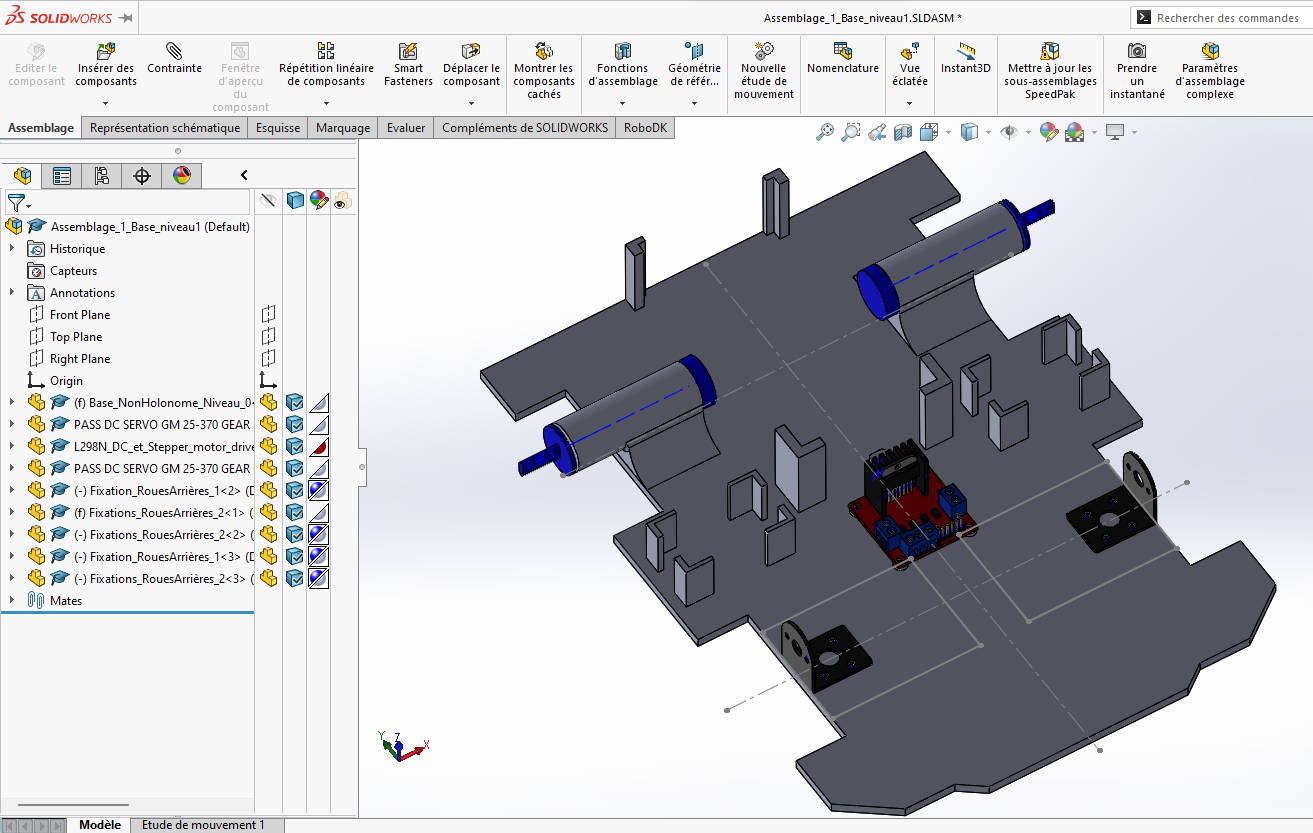 SOLIDWORKS
Assemblage_1_Base_niveau1.SLDASM *
Rechercher des commandes
Editer le
composant
Insérer des
composants
Contrainte
Fenêtre
d'aperçu
du
composant
Répétition linéaire
de composants
Smart
Fasteners
Déplacer le
composant
Montrer les
composants
cachés
Fonctions
d'assemblage
Géométrie
de référ...
Nouvelle
étude de
mouvement
Nomenclature
Vue
éclatée
Instant3D
Mettre à jour les
sous-assemblages
SpeedPak
Prendre
un
instantané
Paramètres
d'assemblage
complexe
Assemblage
Représentation schématique
Esquisse
Marquage
Evaluer
Compléments de SOLIDWORKS
RoboDK
Assemblage_1_Base_niveau1 (Default)
Historique
Capteurs
A Annotations
Front Plane
Top Plane
Right Plane
Origin
(f) Base_NonHolonome_Niveau_0
PASS DC SERVO GM 25-370 GEAR
L298N_DC_et_Stepper_motor_drive
PASS DC SERVO GM 25-370 GEAR
(-) Fixation_RouesArrières_1<2> (D
(f) Fixations_RouesArrières_2<1> (
(-) Fixations_RouesArrières_2<2> (
(-) Fixation_RouesArrières_1<3> (D
(-) Fixations_RouesArrières_2<3> (
Mates
Y
Z
X
Modèle
Etude de mouvement 1